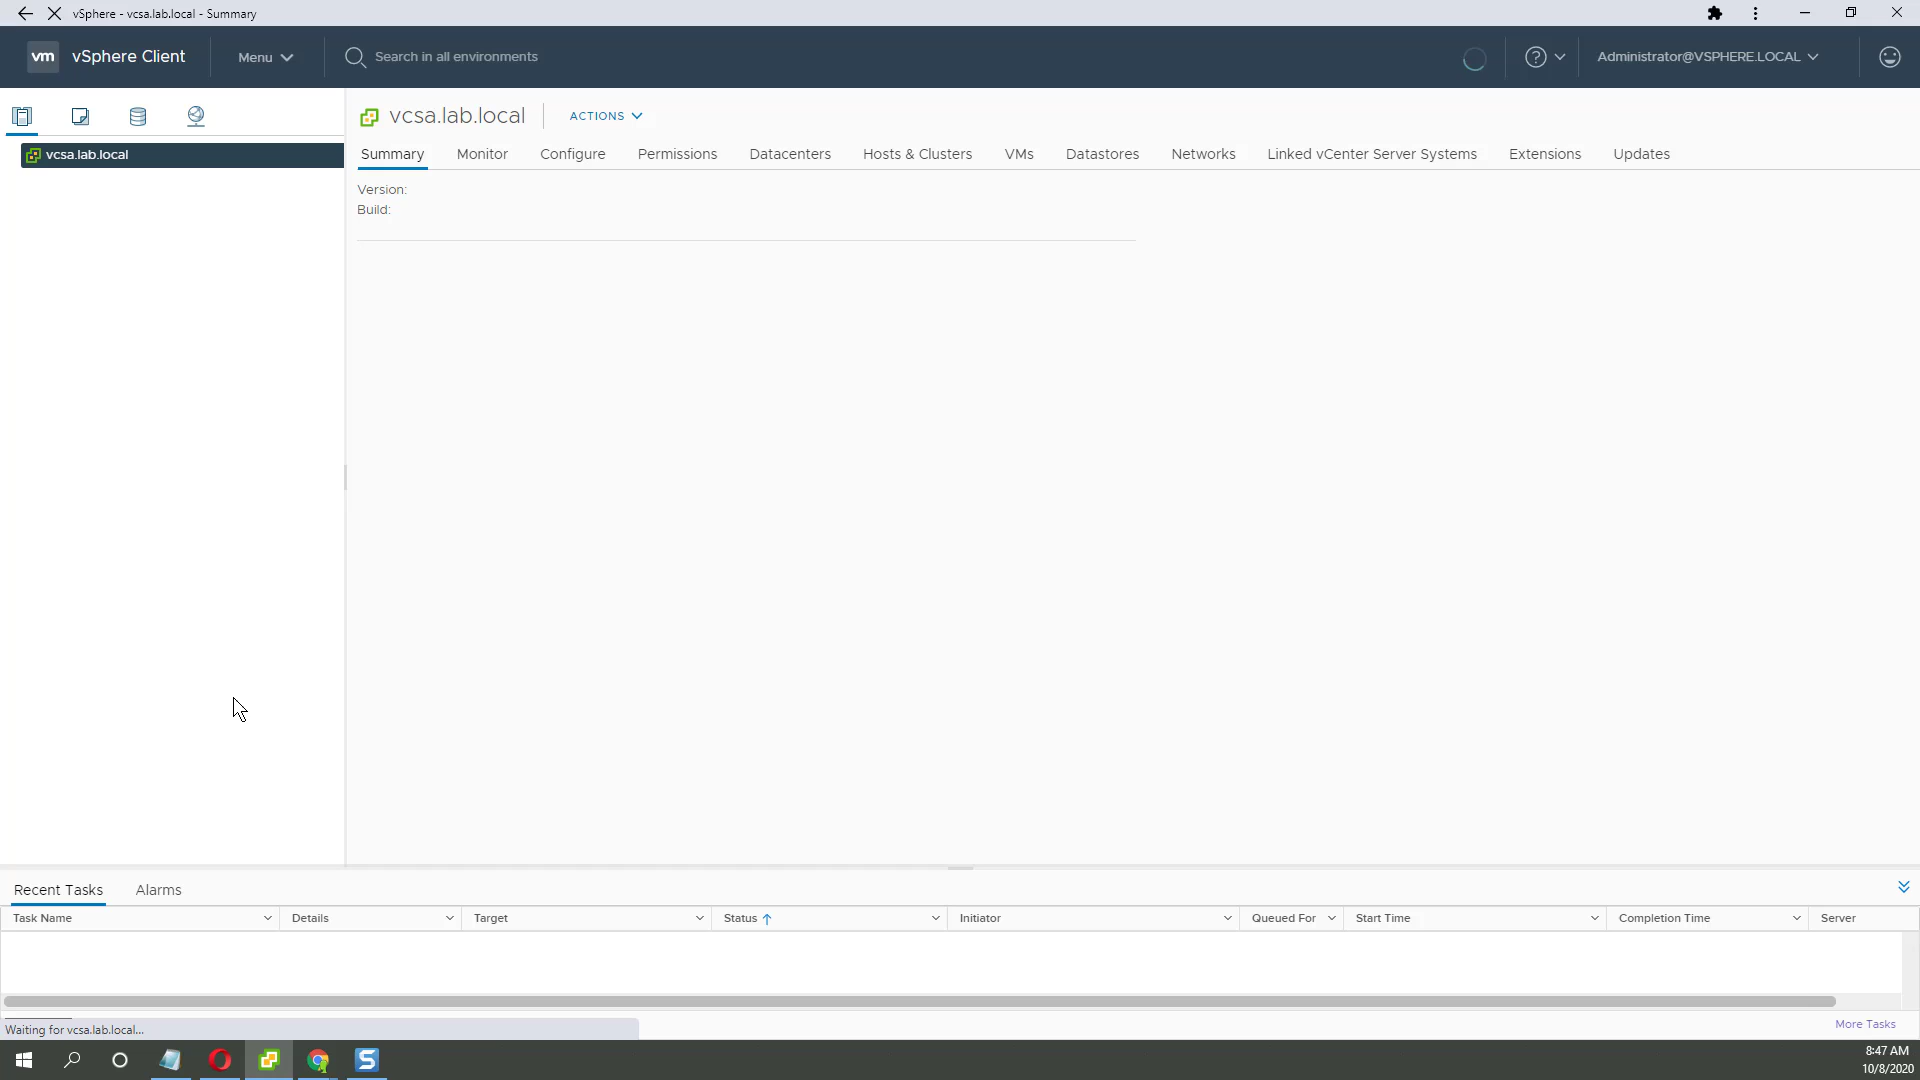 vSphere - vcsa.lab.local - Summary
vm vSphere Client Menu Search in all environments Administrator@VSPHERE.LOCAL
vcsa.lab.local ACTIONS
vcsa.lab.local
Summary Monitor Configure Permissions Datacenters Hosts & Clusters VMs Datastores Networks Linked vCenter Server Systems Extensions Updates
Version:
Build:
Recent Tasks Alarms
Task Name Details Target Status Initiator Queued For Start Time Completion Time Server
More Tasks
Waiting for vcsa.lab.local...
8:47 AM
10/8/2020